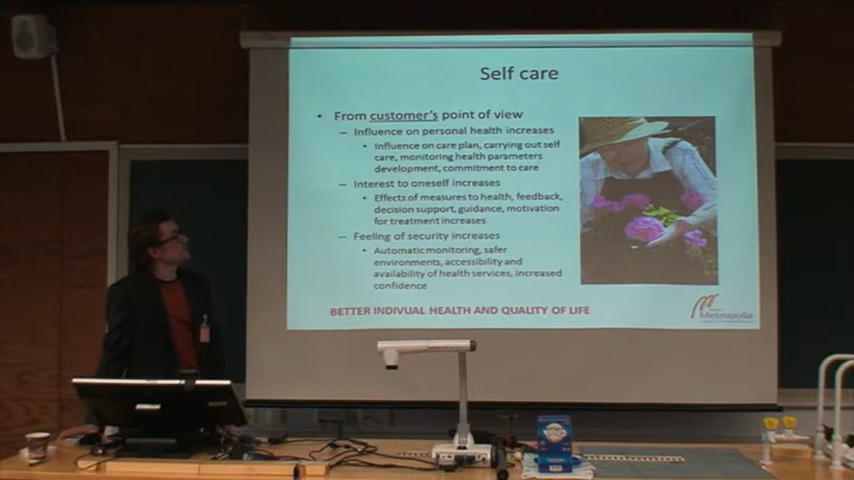 Self care
• From customer's point of view
– Influence on personal health increases
• Influence on care plan, carrying out self
care, monitoring health parameters
development, commitment to care
– Interest to oneself increases
• Effects of measures to health, feedback,
decision support, guidance, motivation
for treatment increases
– Feeling of security increases
• Automatic monitoring, safer
environments, accessibility and
availability of health services, increased
confidence
BETTER INDIVUAL HEALTH AND QUALITY OF LIFE
Metropolia